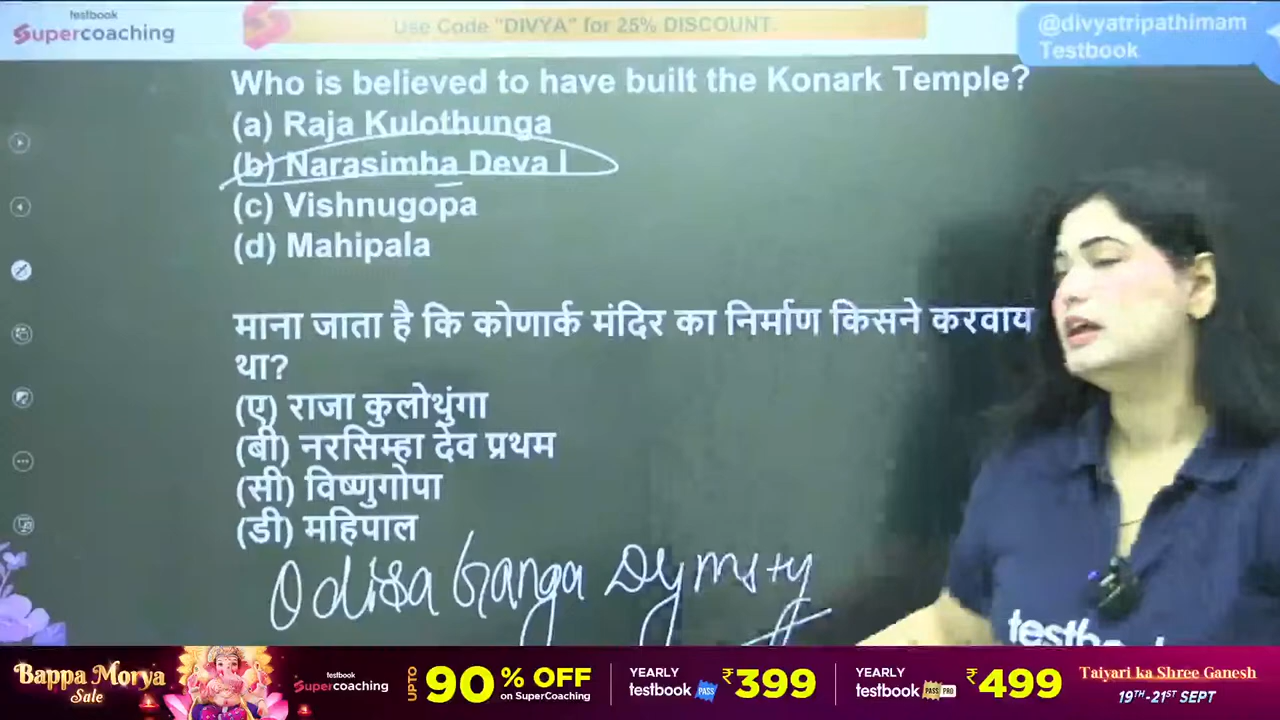 testbook
Supercoaching
Use Code "DIVYA" for 25% DISCOUNT.
@divyatripathimam
Testbook
Who is believed to have built the Konark Temple?
(a) Raja Kulothunga
(b) Narasimha Deva I
(c) Vishnugopa
(d) Mahipala
माना जाता है कि कोणार्क मंदिर का निर्माण किसने करवाय
था?
(ए) राजा कुलोथुंगा
(बी) नरसिम्हा देव प्रथम
(सी) विष्णुगोपा
(डी) महिपाल
Odisa Ganga Dynsty
testb
Bappa Morya
Sale
testbook
Supercoaching
UPTO 90% OFF
on SuperCoaching
YEARLY
testbook PASS
₹399
YEARLY
testbook PASS PRO
₹499
Taiyari ka Shree Ganesh
19TH-21ST SEPT